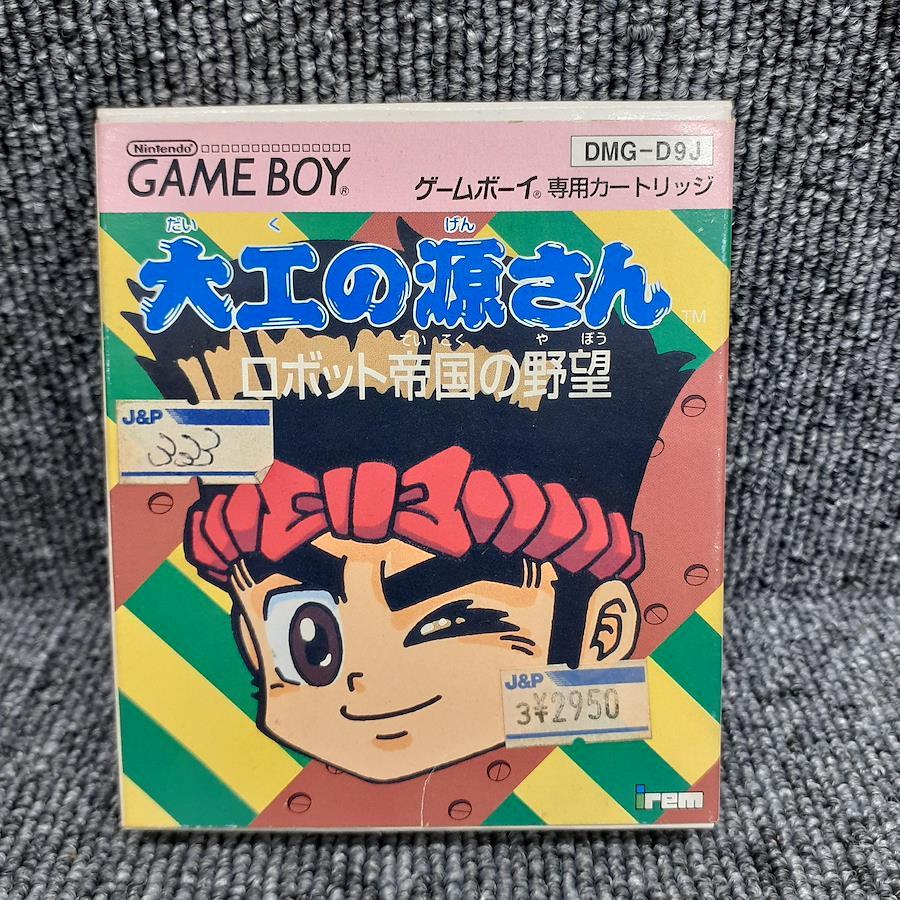 Nintendo®
GAME BOY®
DMG-D9J
ゲームボーイ® 専用カートリッジ
だい く げん
大工の源さん™
てい こく や ぼう
ロボット帝国の野望
J&P
333
J&P
3¥2950
irem